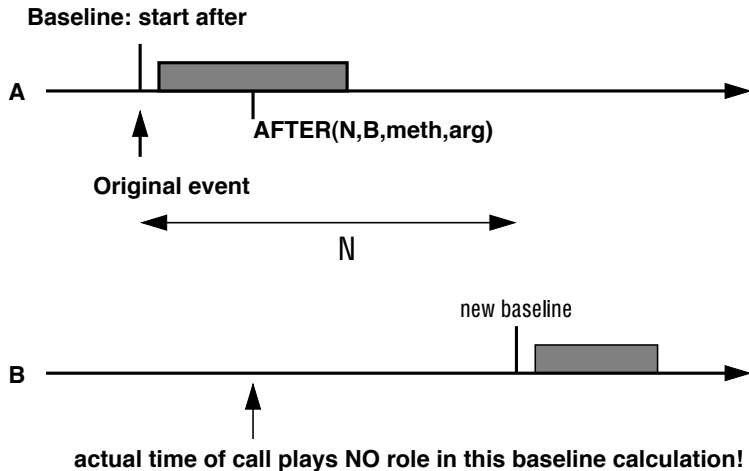 Baseline: start after
A
AFTER(N,B,meth,arg)
Original event
N
new baseline
B
actual time of call plays NO role in this baseline calculation!